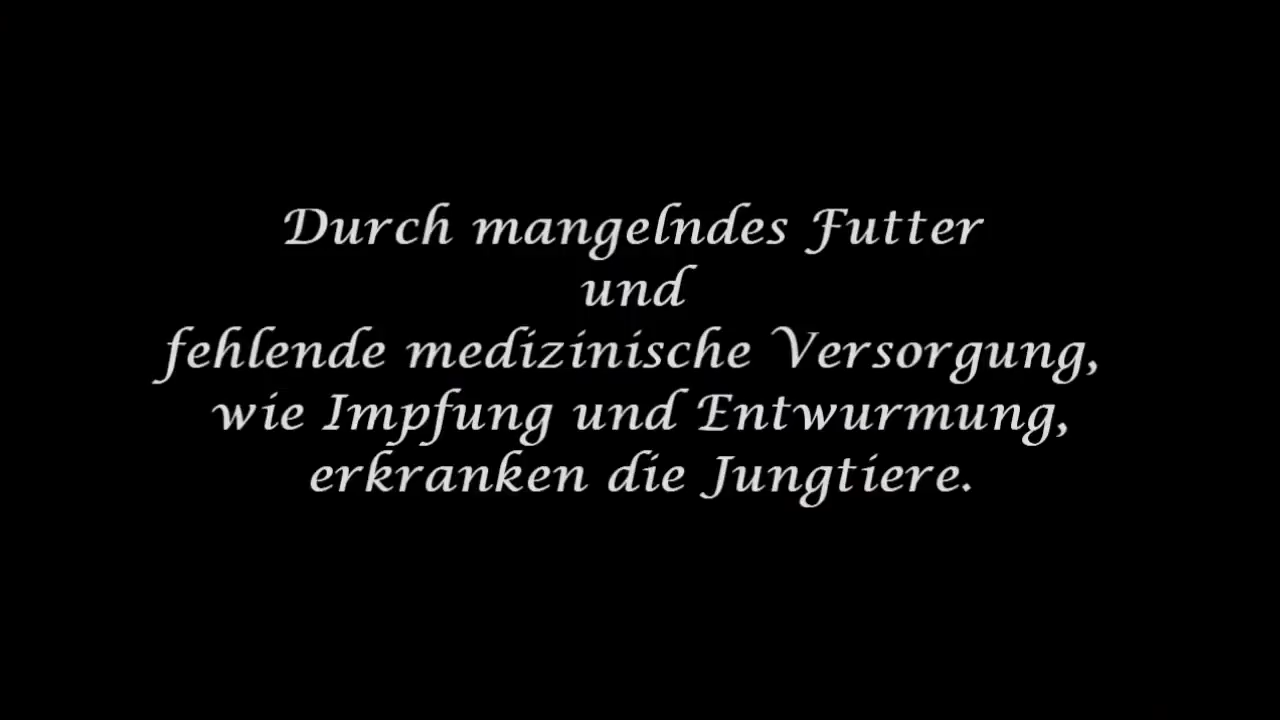 Durch mangelndes Futter
und
fehlende medizinische Versorgung,
wie Impfung und Entwurmung,
erkranken die Jungtiere.